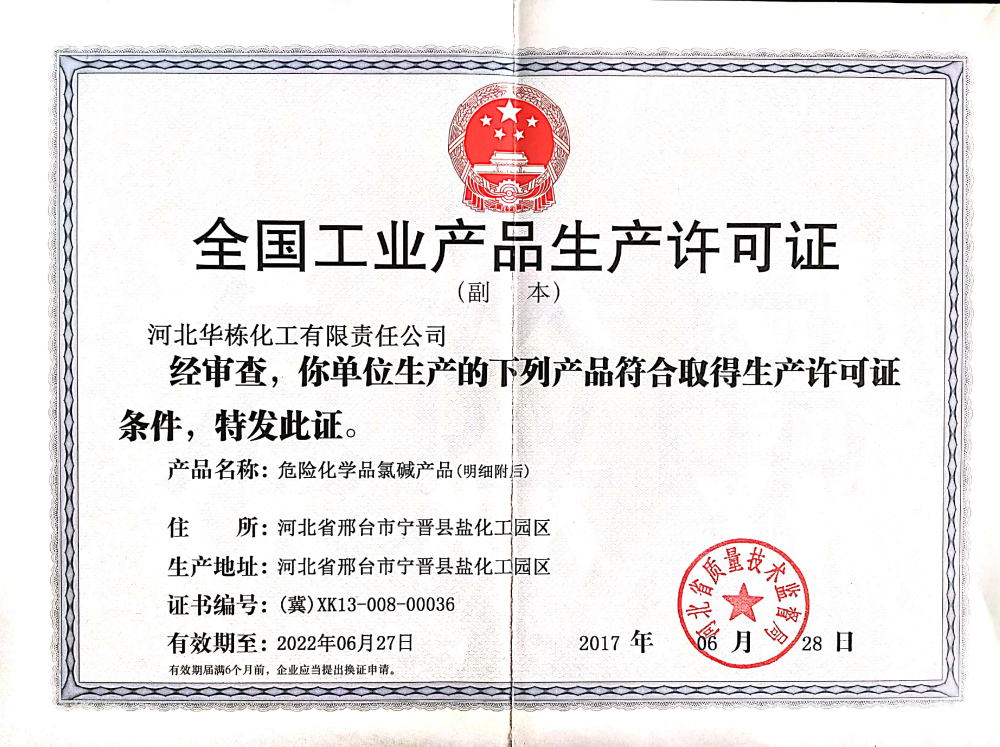 全国工业产品生产许可证
(副 本)
河北华栋化工有限责任公司
经审查，你单位生产的下列产品符合取得生产许可证
条件，特发此证。
产品名称：危险化学品氯碱产品(明细附后)
住 所：河北省邢台市宁晋县盐化工园区
生产地址：河北省邢台市宁晋县盐化工园区
证书编号：(冀)XK13-008-00036
有效期至：2022年06月27日
2017 年 06 月 28 日
河北省质量技术监督局
有效期届满6个月前，企业应当提出换证申请。